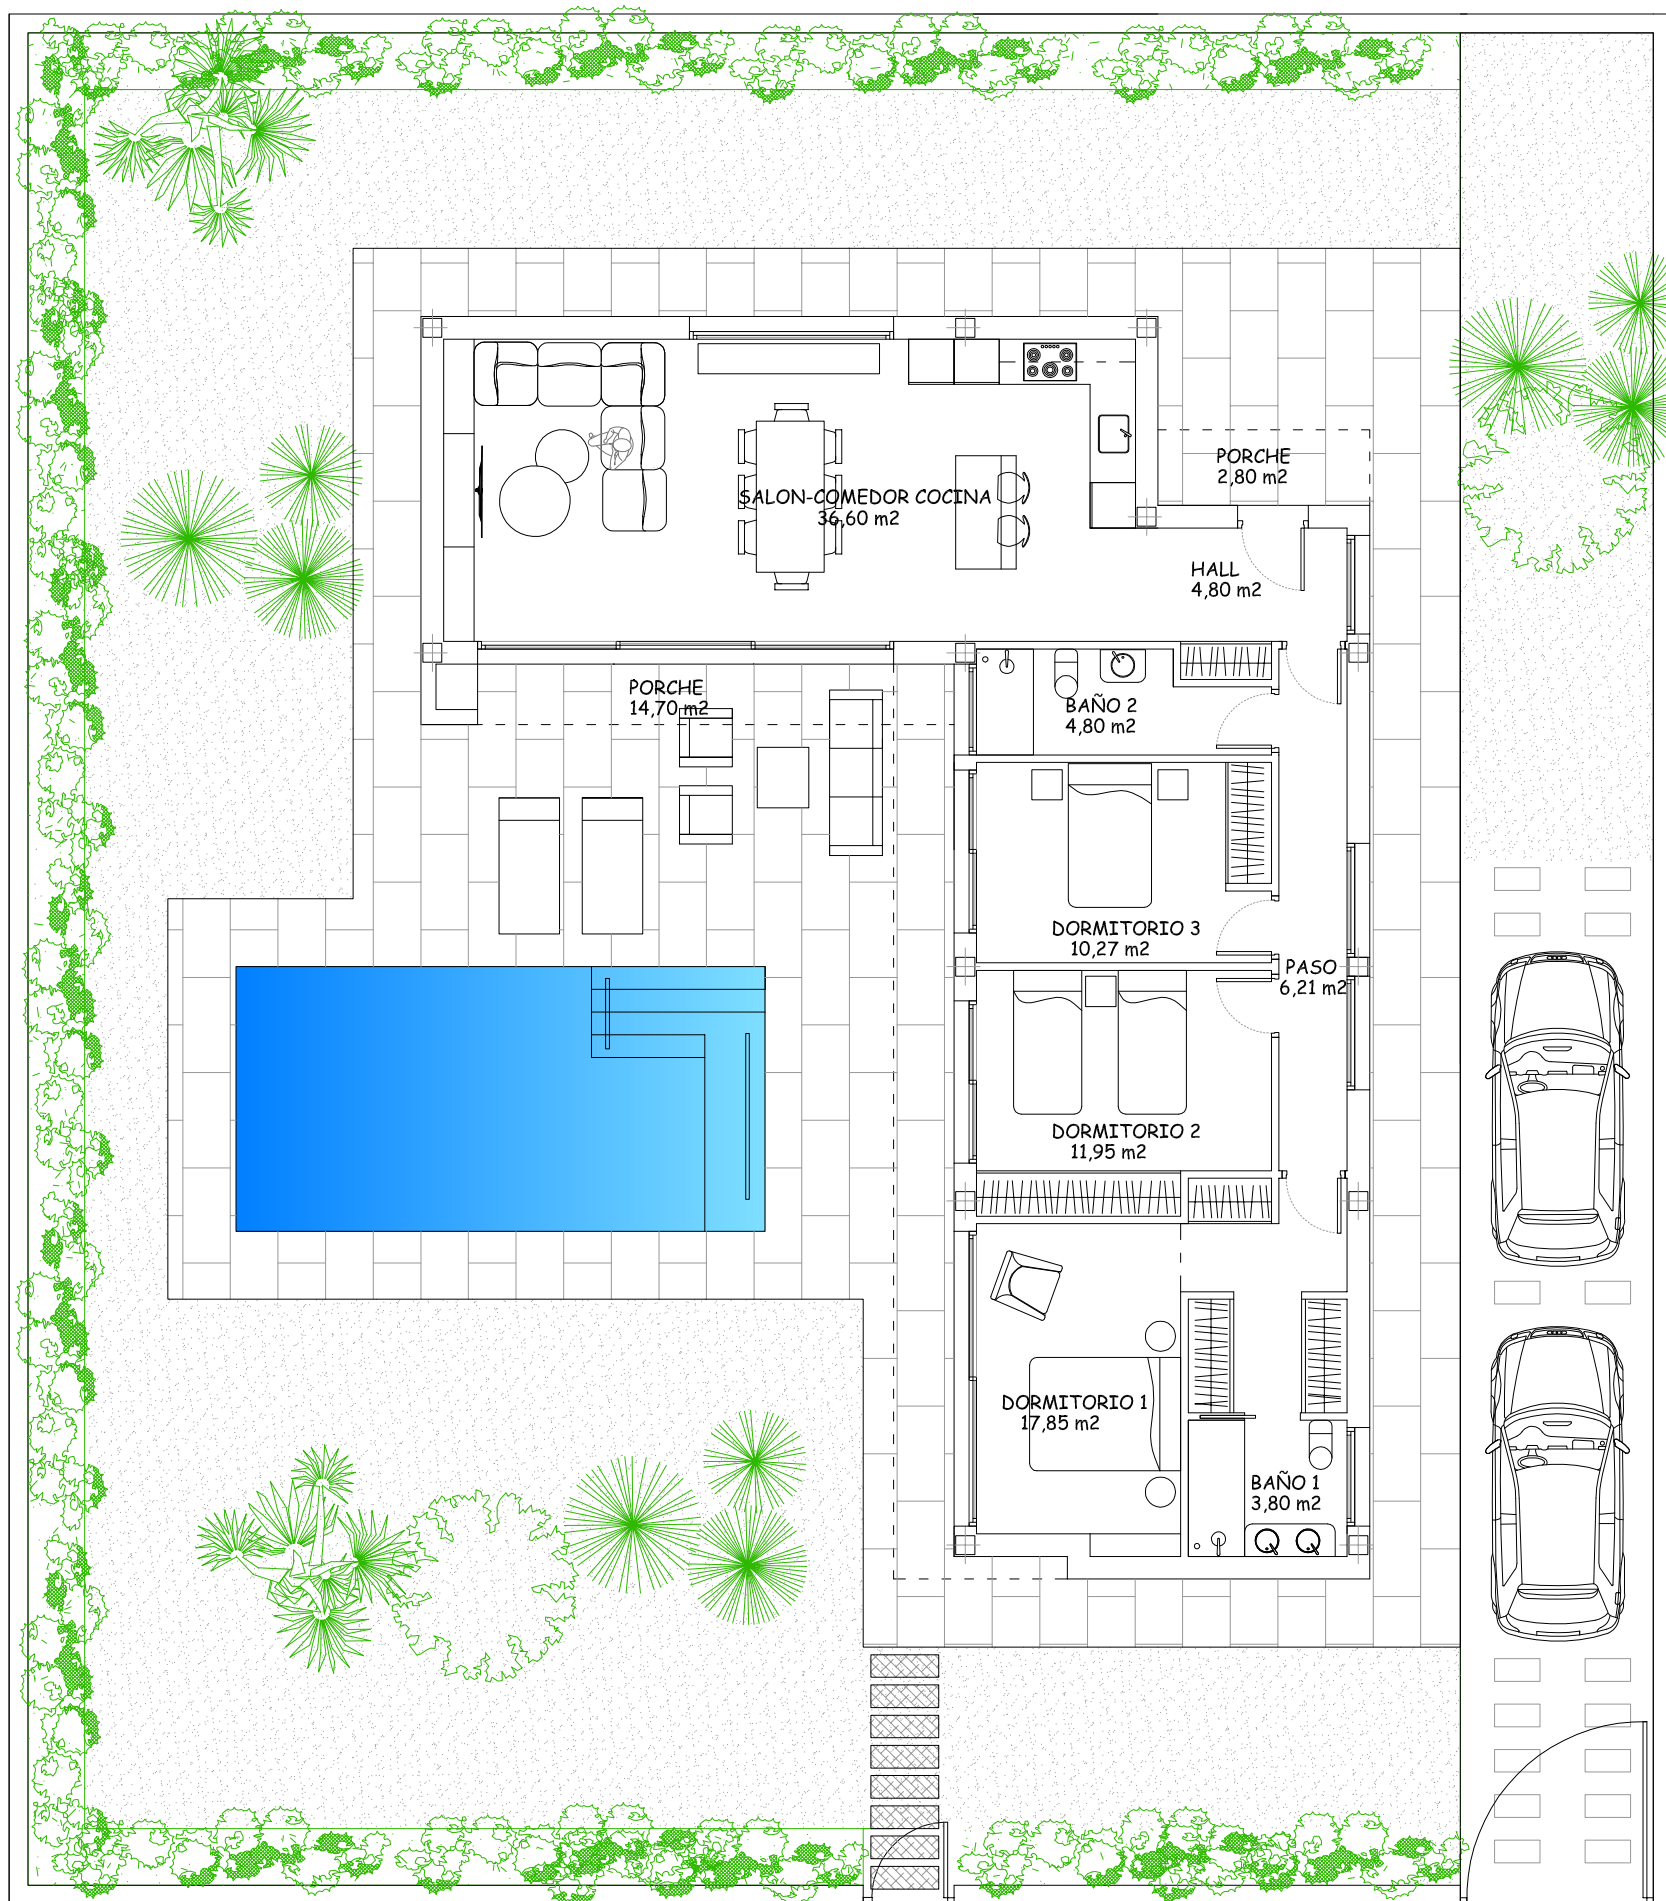 PORCHE
2,80 m2
SALON-COMEDOR COCINA
36,60 m2
HALL
4,80 m2
PORCHE
14,70 m2
BAÑO 2
4,80 m2
DORMITORIO 3
10,27 m2
PASO
6,21 m2
DORMITORIO 2
11,95 m2
DORMITORIO 1
17,85 m2
BAÑO 1
3,80 m2